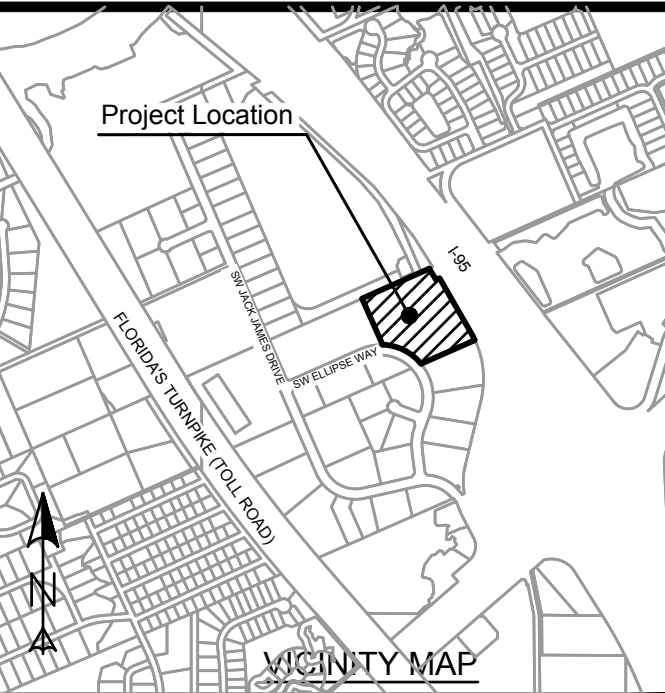 Project Location
I-95
SW JACK JAMES DRIVE
FLORIDA'S TURNPIKE (TOLL ROAD)
SW ELLIPSE WAY
N
VICINITY MAP